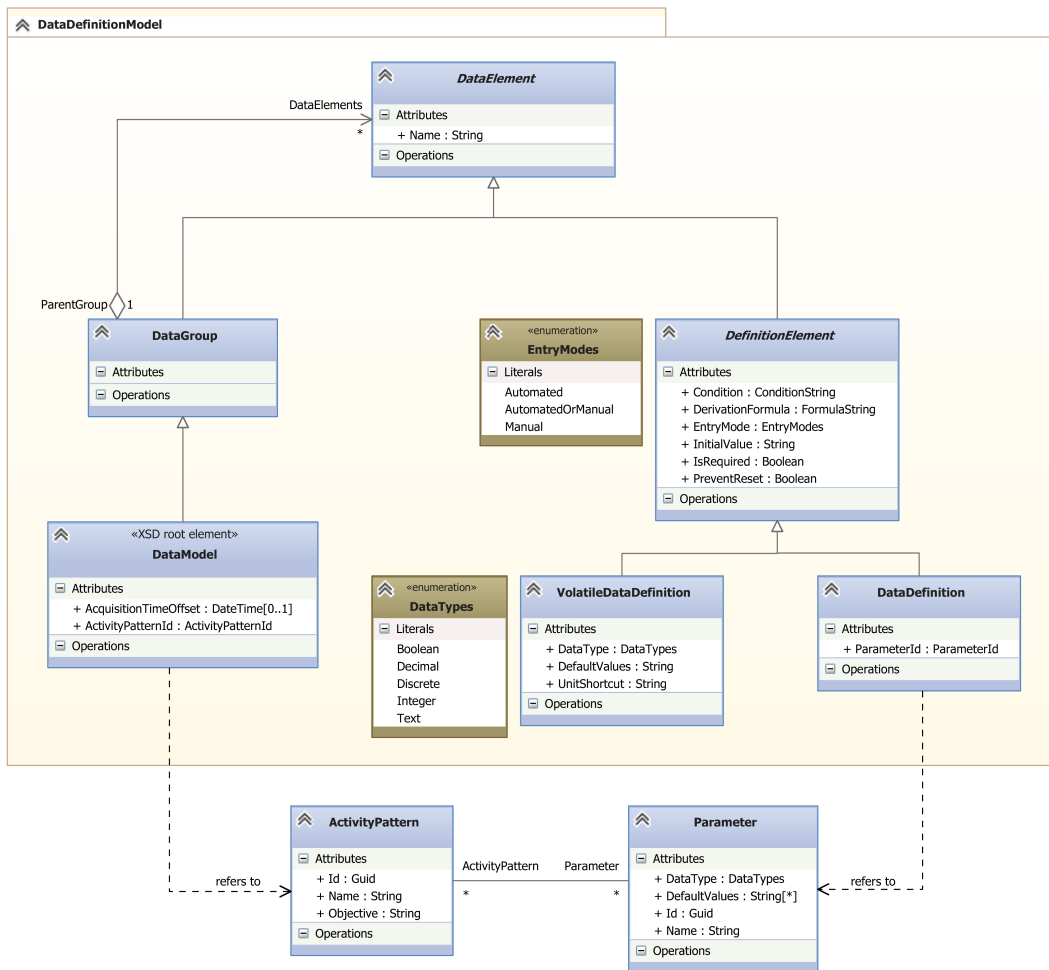 DataDefinitionModel
DataElement
Attributes
+ Name : String
Operations
DataElements
*
ParentGroup
1
DataGroup
Attributes
Operations
«enumeration»
EntryModes
Literals
Automated
AutomatedOrManual
Manual
DefinitionElement
Attributes
+ Condition : ConditionString
+ DerivationFormula : FormulaString
+ EntryMode : EntryModes
+ InitialValue : String
+ IsRequired : Boolean
+ PreventReset : Boolean
Operations
«XSD root element»
DataModel
Attributes
+ AcquisitionTimeOffset : DateTime[0..1]
+ ActivityPatternId : ActivityPatternId
Operations
«enumeration»
DataTypes
Literals
Boolean
Decimal
Discrete
Integer
Text
VolatileDataDefinition
Attributes
+ DataType : DataTypes
+ DefaultValues : String
+ UnitShortcut : String
Operations
DataDefinition
Attributes
+ ParameterId : ParameterId
Operations
refers to
ActivityPattern
Attributes
+ Id : Guid
+ Name : String
+ Objective : String
Operations
ActivityPattern
*
Parameter
*
Parameter
Attributes
+ DataType : DataTypes
+ DefaultValues : String[*]
+ Id : Guid
+ Name : String
Operations
refers to